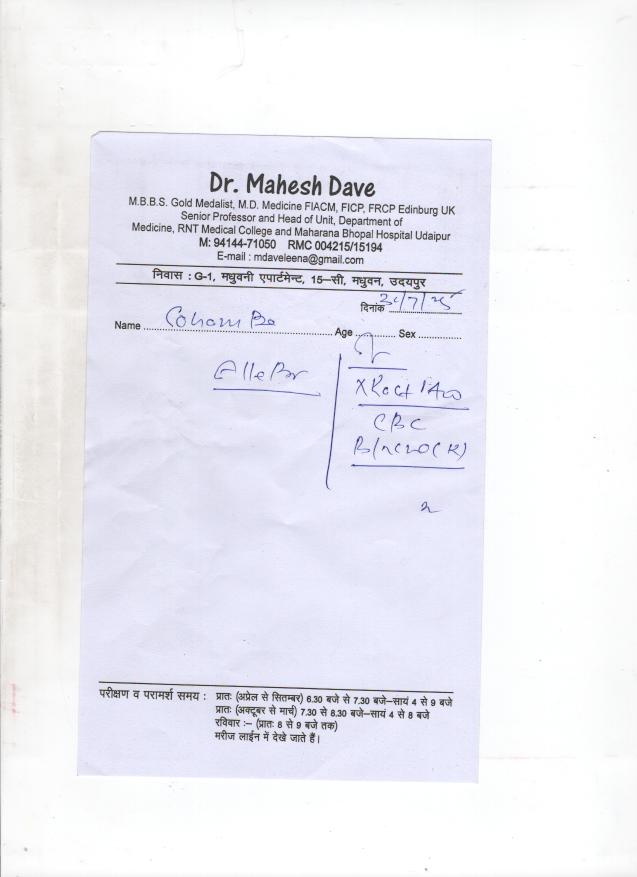 Dr. Mahesh Dave
M.B.B.S. Gold Medalist, M.D. Medicine FIACM, FICP, FRCP Edinburg UK
Senior Professor and Head of Unit, Department of
Medicine, RNT Medical College and Maharana Bhopal Hospital Udaipur
M: 94144-71050 RMC 004215/15194
E-mail : mdaveleena@gmail.com
निवास : G-1, मधुवनी एपार्टमेन्ट, 15–सी, मधुवन, उदयपुर
दिनांक
Name Age Sex
CBC
परीक्षण व परामर्श समय : प्रातः (अप्रेल से सितम्बर) 6.30 बजे से 7.30 बजे–सायं 4 से 9 बजे
प्रातः (अक्टूबर से मार्च) 7.30 से 8.30 बजे–सायं 4 से 8 बजे
रविवार :– (प्रातः 8 से 9 बजे तक)
मरीज लाईन में देखे जाते हैं।